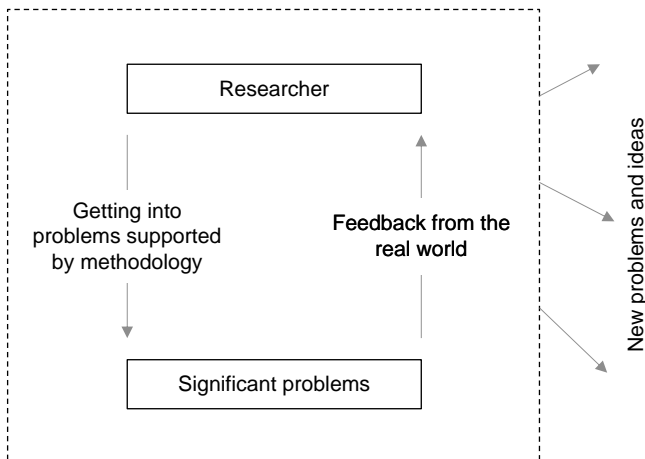 Researcher
Getting into
problems supported
by methodology
Feedback from the
real world
Significant problems
New problems and ideas